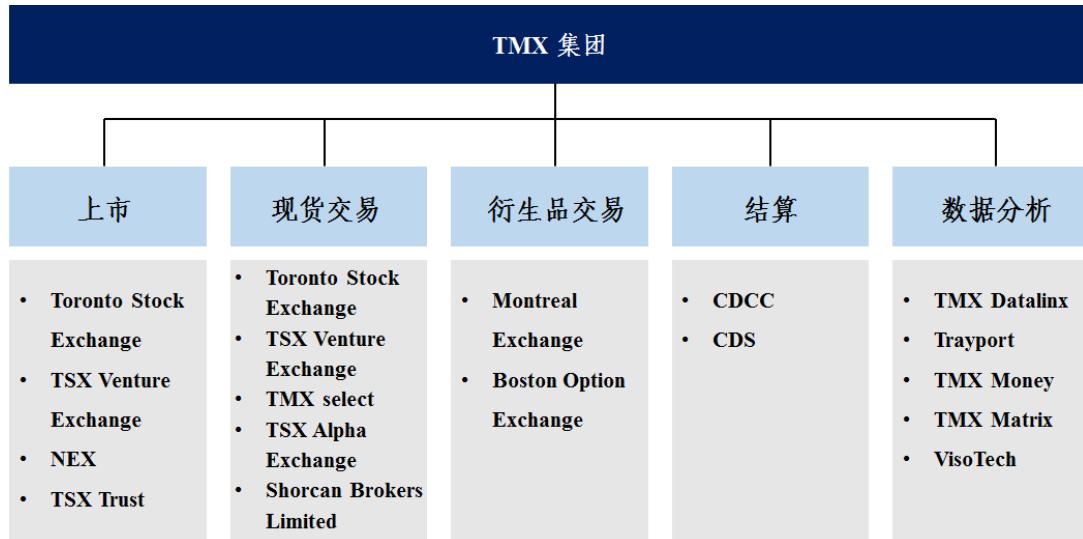 TMX 集团
上市
现货交易
衍生品交易
结算
数据分析
• Toronto Stock
Exchange
• TSX Venture
Exchange
• NEX
• TSX Trust
• Toronto Stock
Exchange
• TSX Venture
Exchange
• TMX select
• TSX Alpha
Exchange
• Shorcan Brokers
Limited
• Montreal
Exchange
• Boston Option
Exchange
• CDCC
• CDS
• TMX Datalinx
• Trayport
• TMX Money
• TMX Matrix
• VisoTech